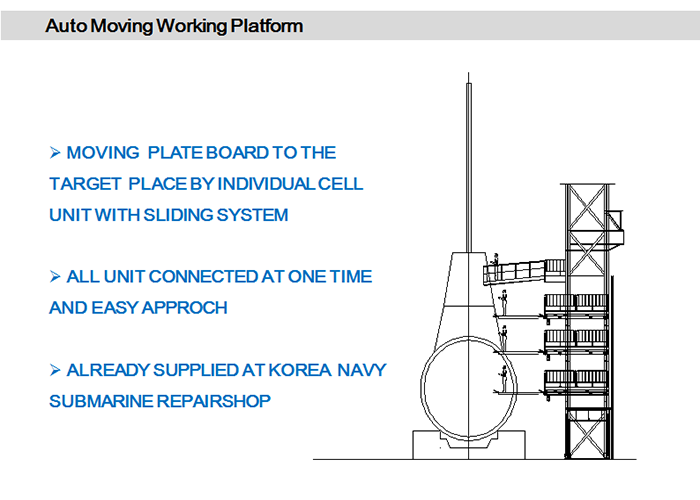 Auto Moving Working Platform
➢ MOVING PLATE BOARD TO THE
TARGET PLACE BY INDIVIDUAL CELL
UNIT WITH SLIDING SYSTEM
➢ ALL UNIT CONNECTED AT ONE TIME
AND EASY APPROCH
➢ ALREADY SUPPLIED AT KOREA NAVY
SUBMARINE REPAIRSHOP